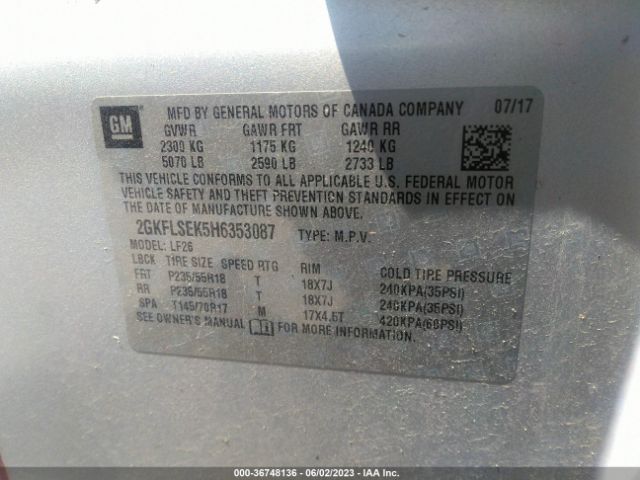 GM
MFD BY GENERAL MOTORS OF CANADA COMPANY 07/17
GVWR GAWR FRT GAWR RR
2300 KG 1175 KG 1240 KG
5070 LB 2590 LB 2733 LB
THIS VEHICLE CONFORMS TO ALL APPLICABLE U.S. FEDERAL MOTOR
VEHICLE SAFETY AND THEFT PREVENTION STANDARDS IN EFFECT ON
THE DATE OF MANUFACTURE SHOWN ABOVE.
2GKFLSEK5H6353087 TYPE: M.P.V.
MODEL: LF26
LBCK TIRE SIZE SPEED RTG RIM COLD TIRE PRESSURE
FRT P235/55R18 T 18X7J 240KPA(35PSI)
RR P235/55R18 T 18X7J 240KPA(35PSI)
SPA T145/70R17 M 17X4.5T 420KPA(60PSI)
SEE OWNER'S MANUAL FOR MORE INFORMATION.
000-36748136 - 06/02/2023 - IAA Inc.